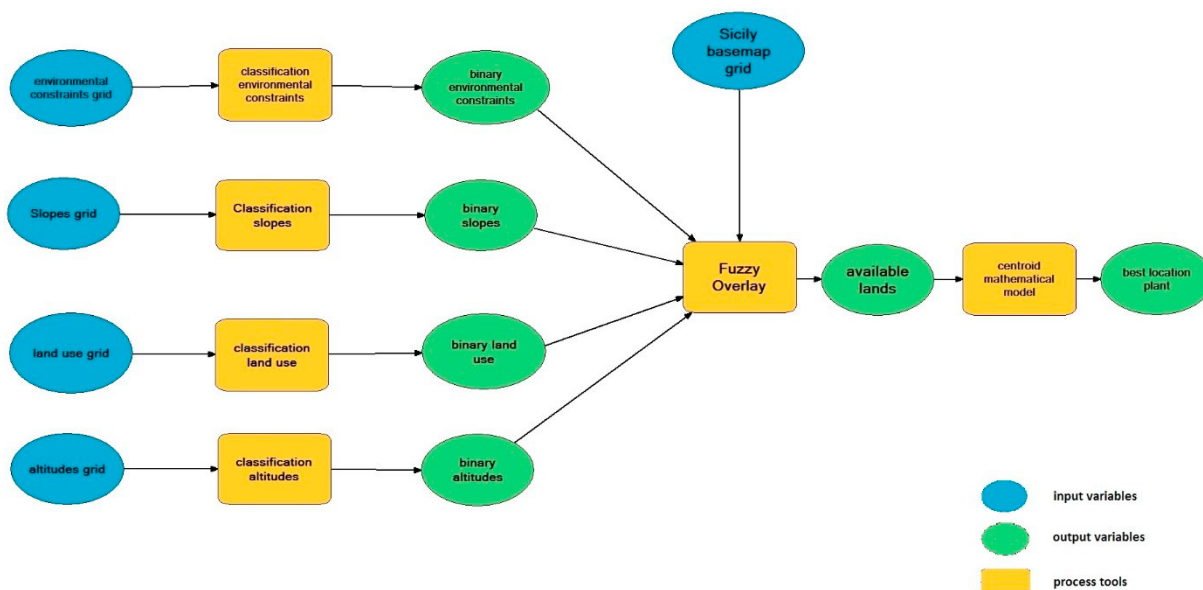 Sicily
basemap
grid
environmental
constraints grid
classification
environmental
constraints
binary
environmental
constraints
Slopes grid
Classification
slopes
binary
slopes
Fuzzy
Overlay
available
lands
centroid
mathematical
model
best location
plant
land use grid
classification
land use
binary land
use
altitudes grid
classification
altitudes
binary
altitudes
input variables
output variables
process tools